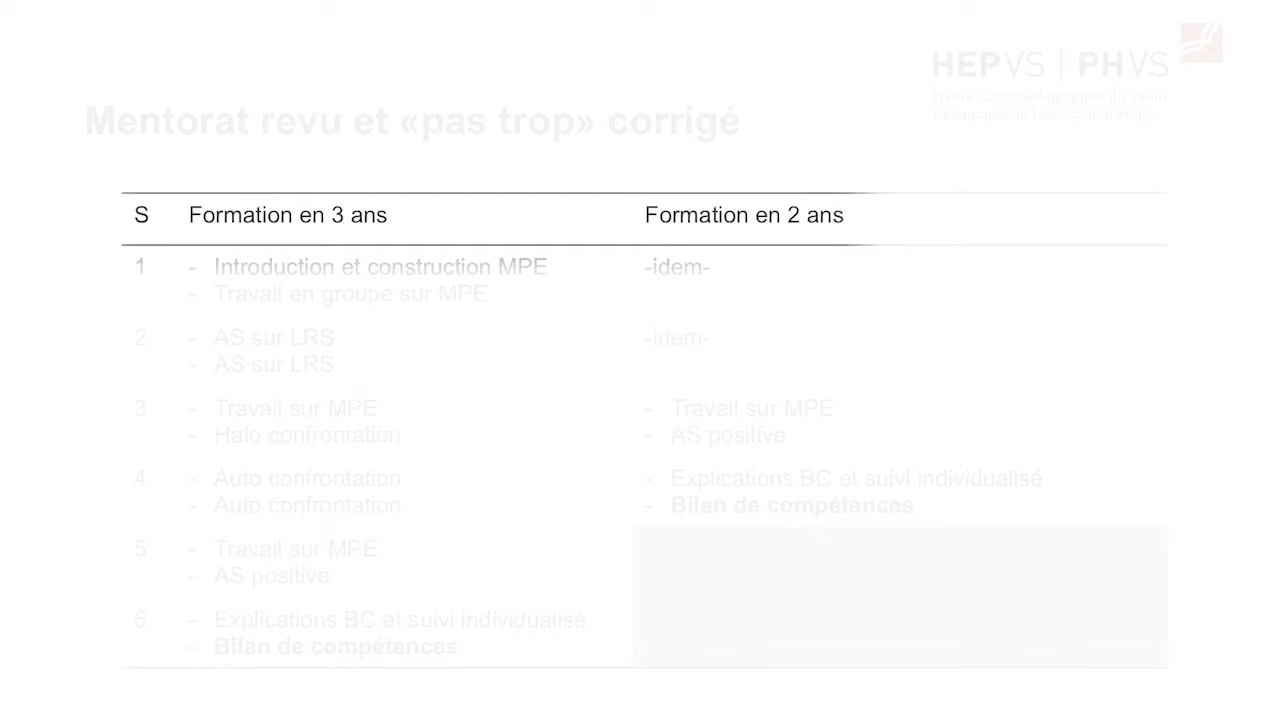 HEPVS | PHVS
Mentorat revu et «pas trop» corrigé
S Formation en 3 ans Formation en 2 ans
1 - Introduction et construction MPE -idem-
- Travail en groupe sur MPE
2 - AS sur LRS -idem-
- AS sur LRS
3 - Travail sur MPE - Travail sur MPE
- Halo confrontation - AS positive
4 - Auto confrontation - Explications BC et suivi individualisé
- Auto confrontation - Bilan de compétences
5 - Travail sur MPE
- AS positive
6 - Explications BC et suivi individualisé
- Bilan de compétences